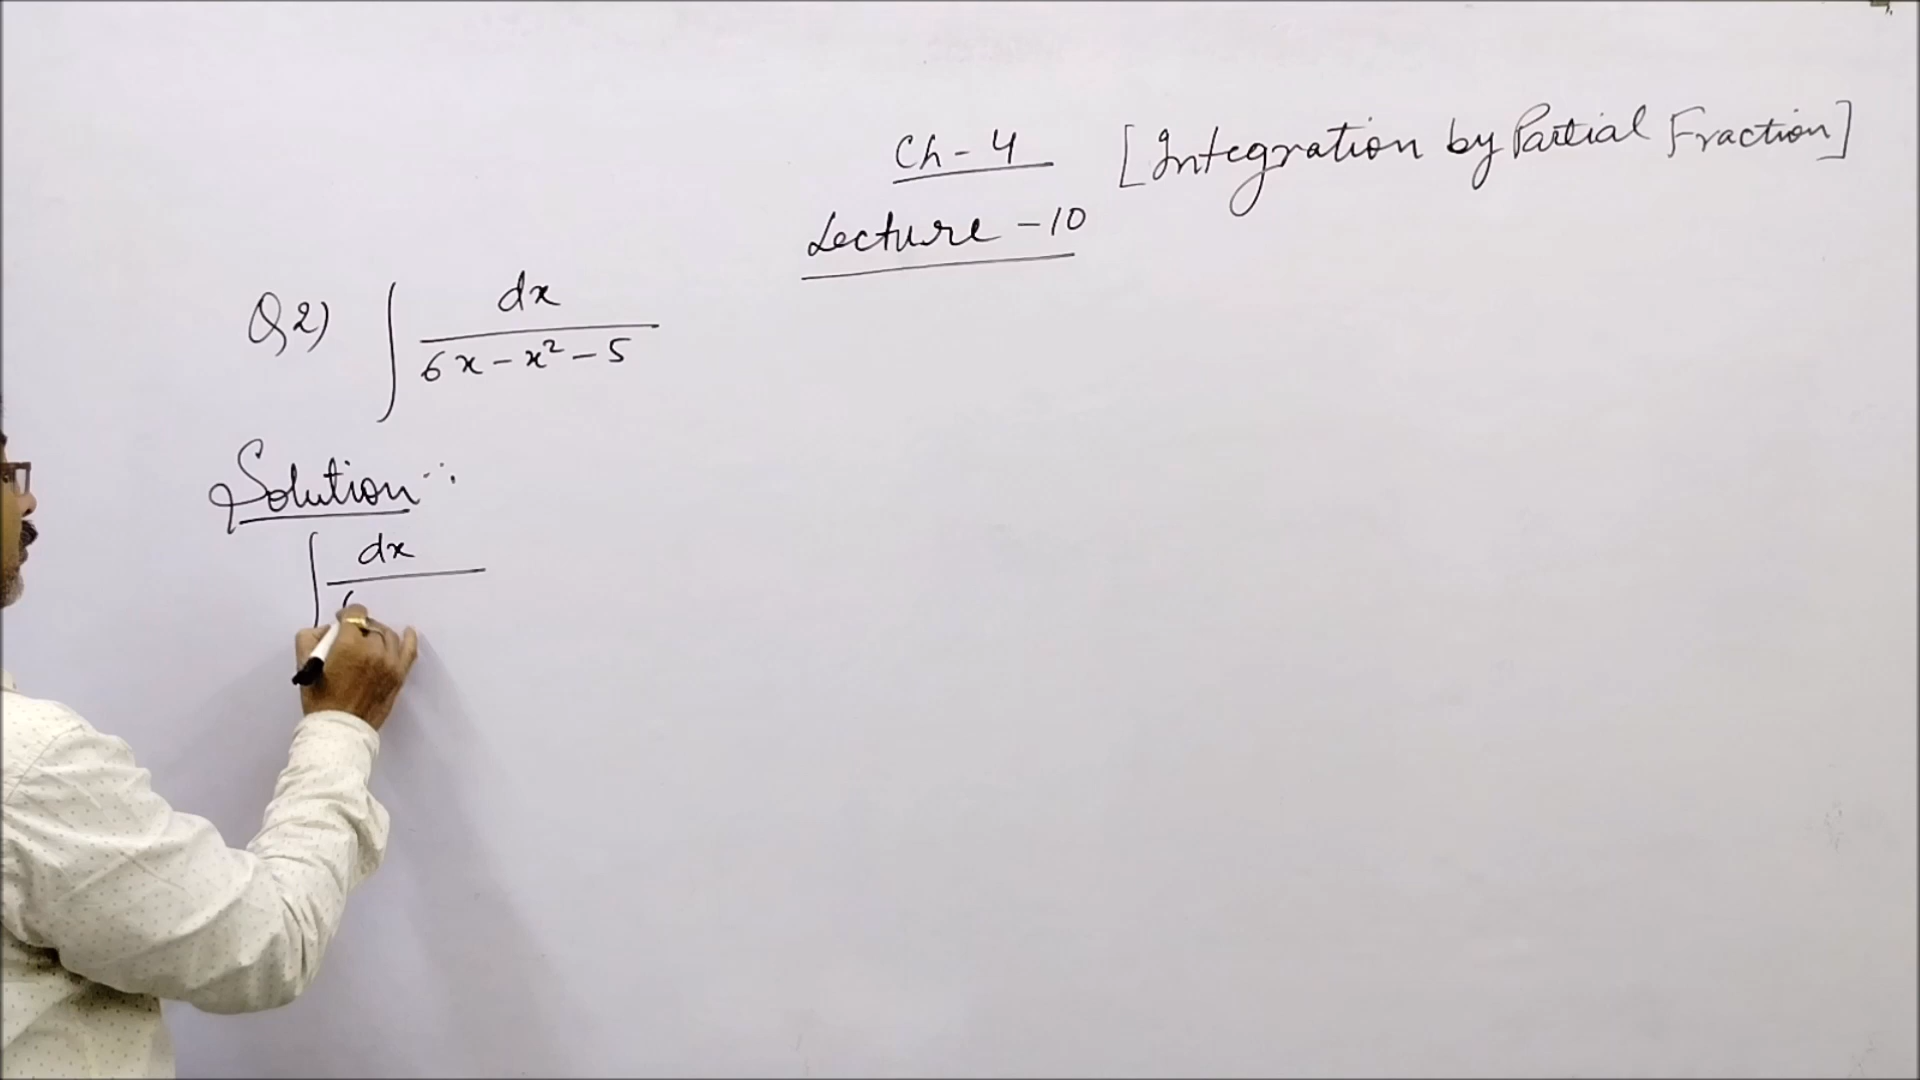 Ch-4 [Integration by Partial Fraction]
Lecture -10
Q2) ∫ dx / (6x - x² - 5)
Solution :
∫ dx